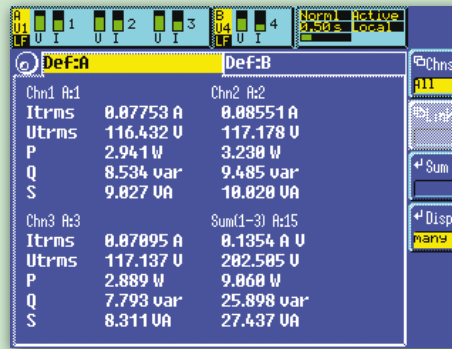 A U1 LF 1 2 3 B U4 LF 4 Norml Active
0.50s Local
U I U I U I U I
Def:A Def:B
Chn1 A:1 Chn2 A:2
Itrms 0.07753 A 0.08551 A
Utrms 116.432 V 117.178 V
P 2.941 W 3.230 W
Q 8.534 var 9.485 var
S 9.027 VA 10.020 VA
Chn3 A:3 Sum(1-3) A:15
Itrms 0.07095 A 0.1354 A V
Utrms 117.137 V 202.505 V
P 2.889 W 9.060 W
Q 7.793 var 25.898 var
S 8.311 VA 27.437 VA
Chns
All
Link
Sum
Disp
many